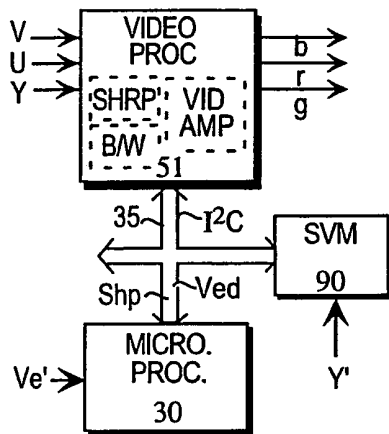 V
U
Y
VIDEO
PROC
SHRP'
B/W
VID
AMP
51
b
r
g
35
I²C
SVM
90
Shp
Ved
Y'
MICRO.
PROC.
30
Ve'